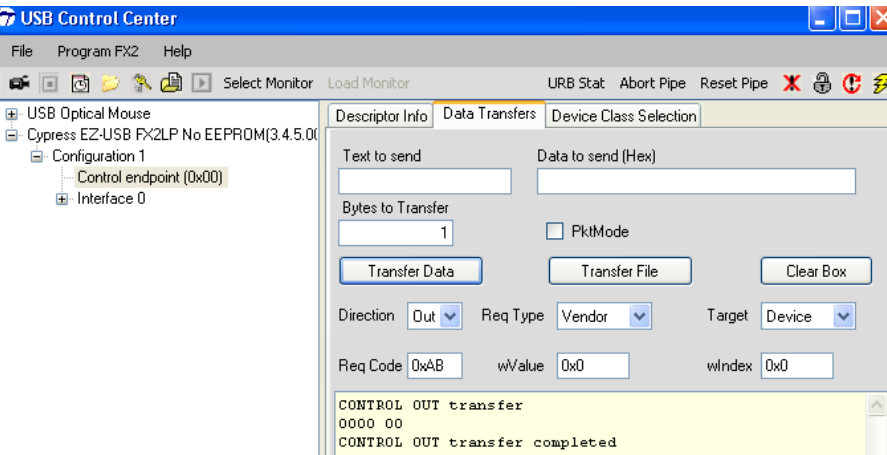 USB Control Center
File Program FX2 Help
Select Monitor Load Monitor URB Stat Abort Pipe Reset Pipe
USB Optical Mouse
Cypress EZ-USB FX2LP No EEPROM(3.4.5.0(
Configuration 1
Control endpoint (0x00)
Interface 0
Descriptor Info Data Transfers Device Class Selection
Text to send Data to send (Hex)
Bytes to Transfer
1 PktMode
Transfer Data Transfer File Clear Box
Direction Out Req Type Vendor Target Device
Req Code 0xAB wValue 0x0 wIndex 0x0
CONTROL OUT transfer
0000 00
CONTROL OUT transfer completed